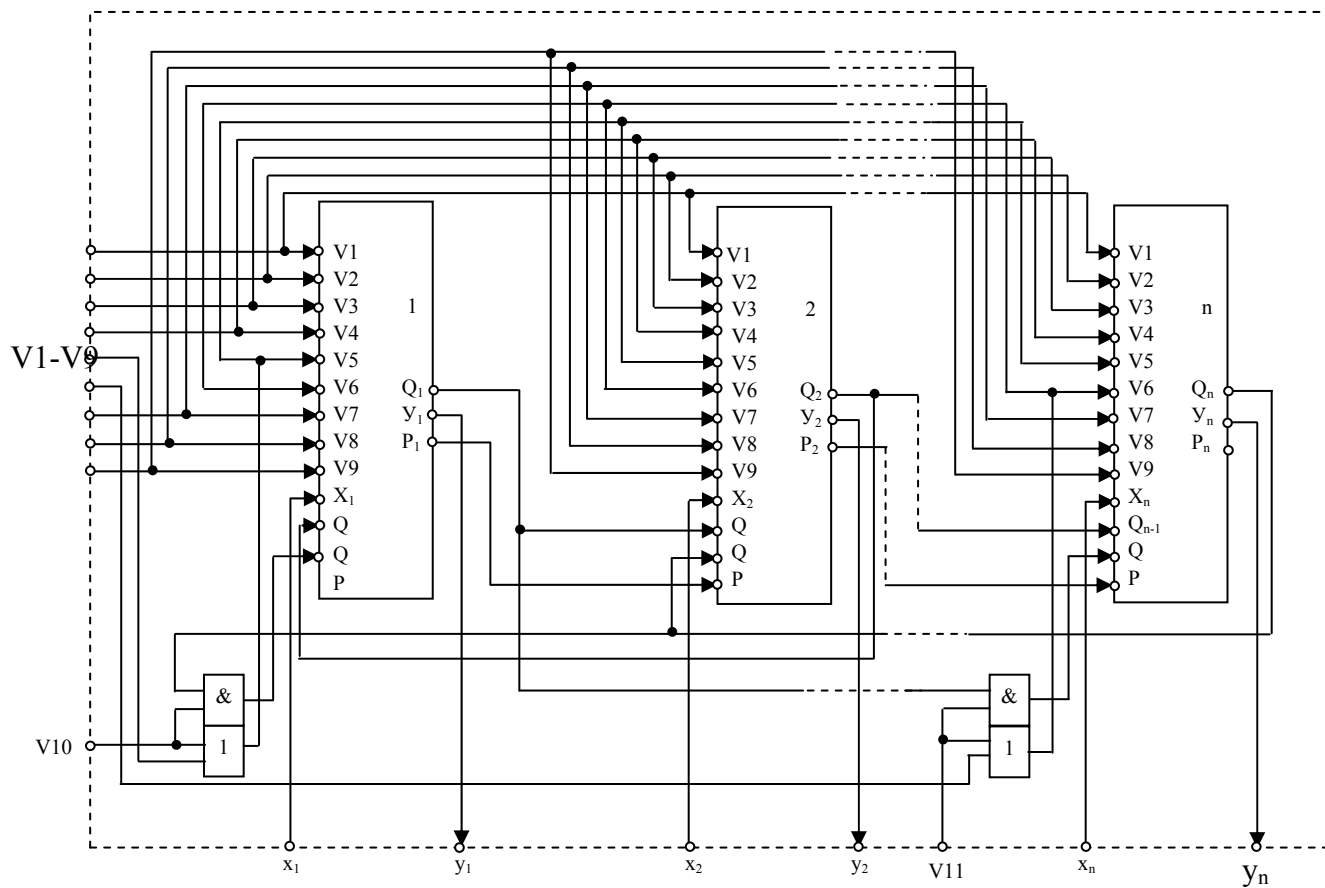 V1-V9
V1
V2
V3
V4
V5
V6
V7
V8
V9
X₁
Q
Q
P
1
Q₁
У₁
P₁
V1
V2
V3
V4
V5
V6
V7
V8
V9
X₂
Q
Q
P
2
Q₂
У₂
P₂
V1
V2
V3
V4
V5
V6
V7
V8
V9
Xₙ
Qₙ₋₁
Q
P
n
Qₙ
Уₙ
Pₙ
&
1
V10
&
1
x₁
y₁
x₂
y₂
V11
xₙ
yₙ